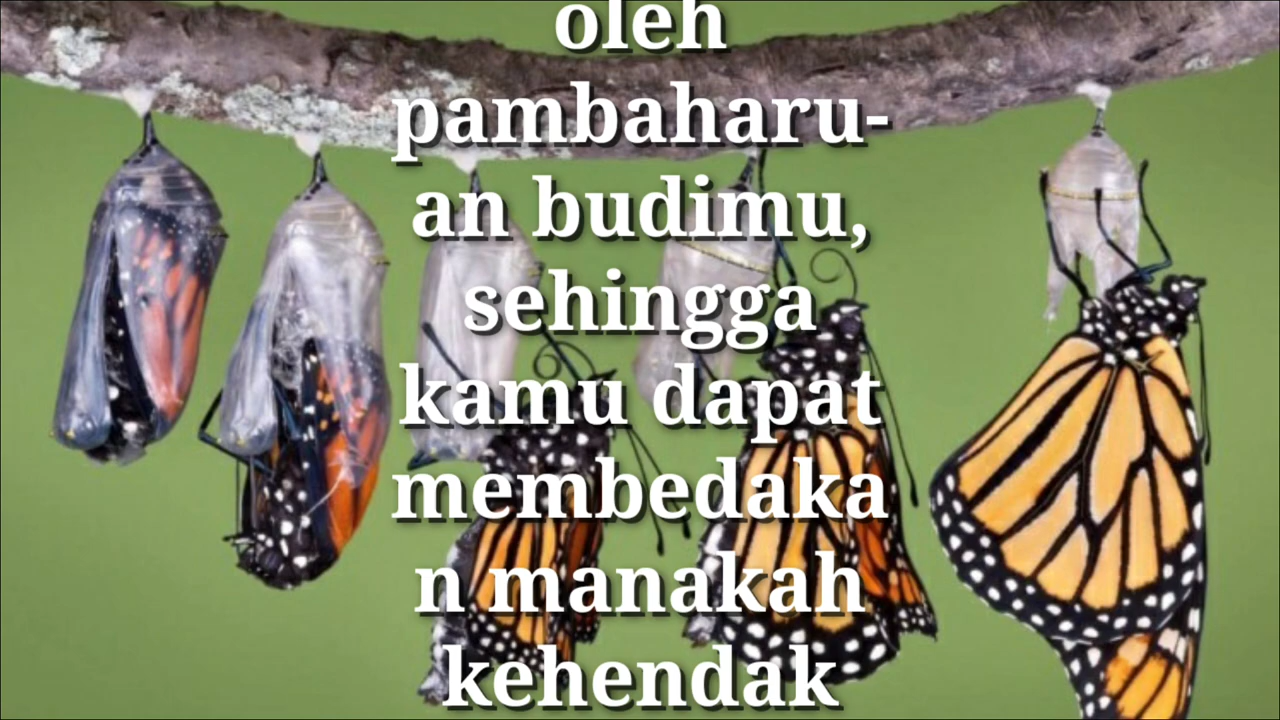 oleh
pambaharu-
an budimu,
sehingga
kamu dapat
membedaka
n manakah
kehendak